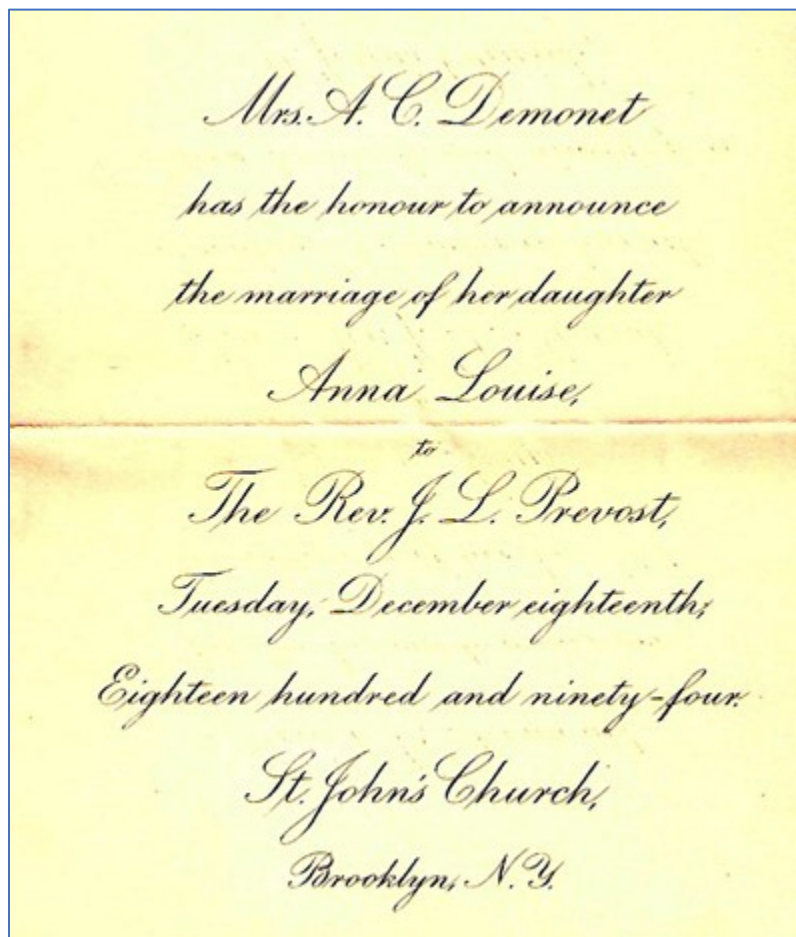 Mrs. A. C. Demonet
has the honour to announce
the marriage of her daughter
Anna Louise,
to
The Rev. J. L. Prevost,
Tuesday, December eighteenth,
Eighteen hundred and ninety-four.
St. John's Church,
Brooklyn, N.Y.